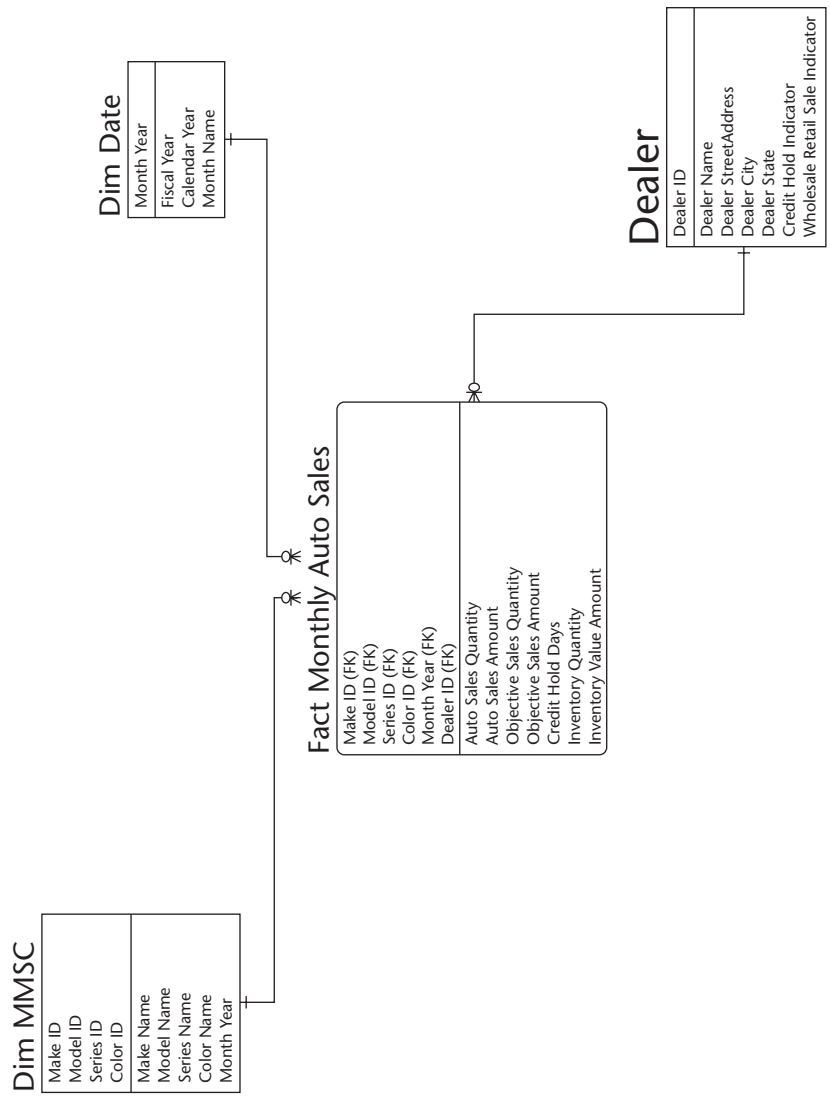 Dim MMSC
Make ID
Model ID
Series ID
Color ID
Make Name
Model Name
Series Name
Color Name
Month Year
Fact Monthly Auto Sales
Make ID (FK)
Model ID (FK)
Series ID (FK)
Color ID (FK)
Month Year (FK)
Dealer ID (FK)
Auto Sales Quantity
Auto Sales Amount
Objective Sales Quantity
Objective Sales Amount
Credit Hold Days
Inventory Quantity
Inventory Value Amount
Dim Date
Month Year
Fiscal Year
Calendar Year
Month Name
Dealer
Dealer ID
Dealer Name
Dealer StreetAddress
Dealer City
Dealer State
Credit Hold Indicator
Wholesale Retail Sale Indicator